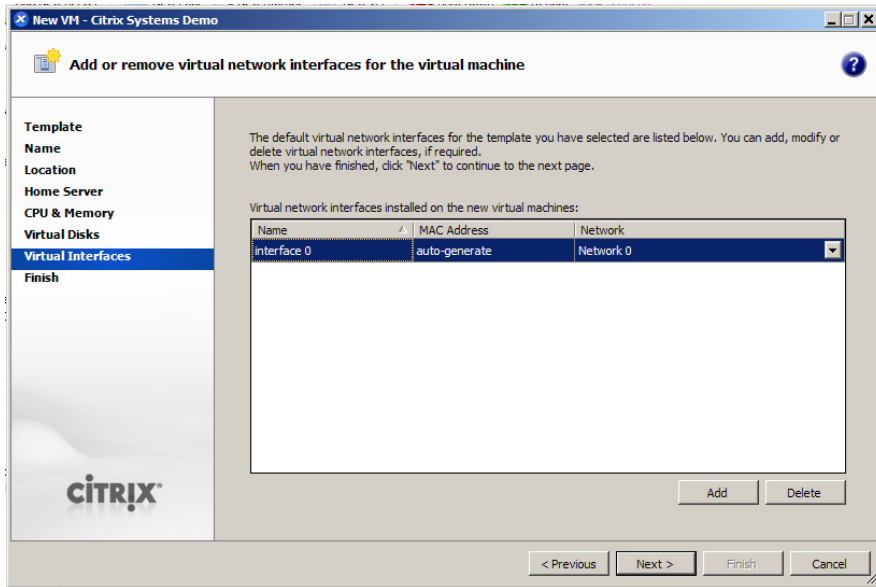 New VM - Citrix Systems Demo
Add or remove virtual network interfaces for the virtual machine
?
Template
Name
Location
Home Server
CPU & Memory
Virtual Disks
Virtual Interfaces
Finish
The default virtual network interfaces for the template you have selected are listed below. You can add, modify or
delete virtual network interfaces, if required.
When you have finished, click "Next" to continue to the next page.
Virtual network interfaces installed on the new virtual machines:
Name MAC Address Network
interface 0 auto-generate Network 0
Add Delete
CITRIX
< Previous Next > Finish Cancel